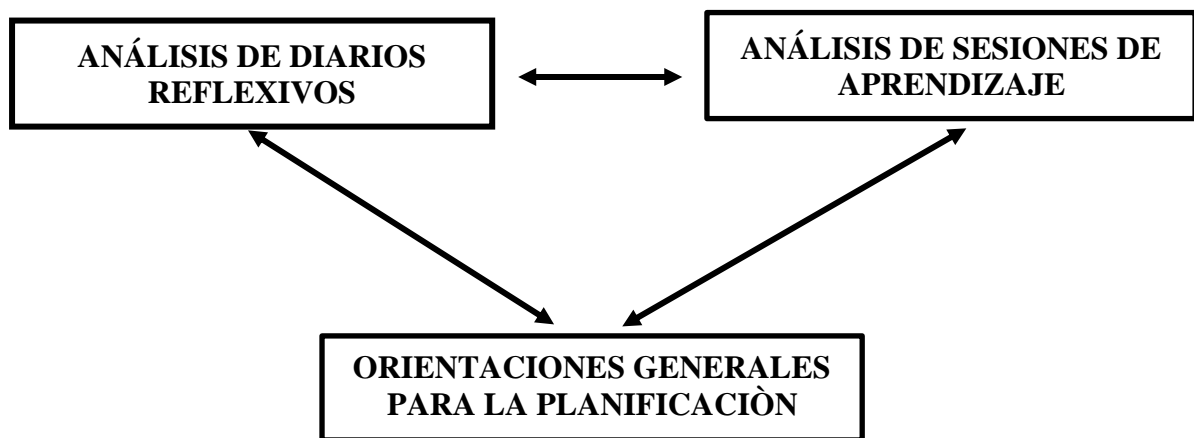 ANÁLISIS DE DIARIOS
REFLEXIVOS
ANÁLISIS DE SESIONES DE
APRENDIZAJE
ORIENTACIONES GENERALES
PARA LA PLANIFICACIÒN